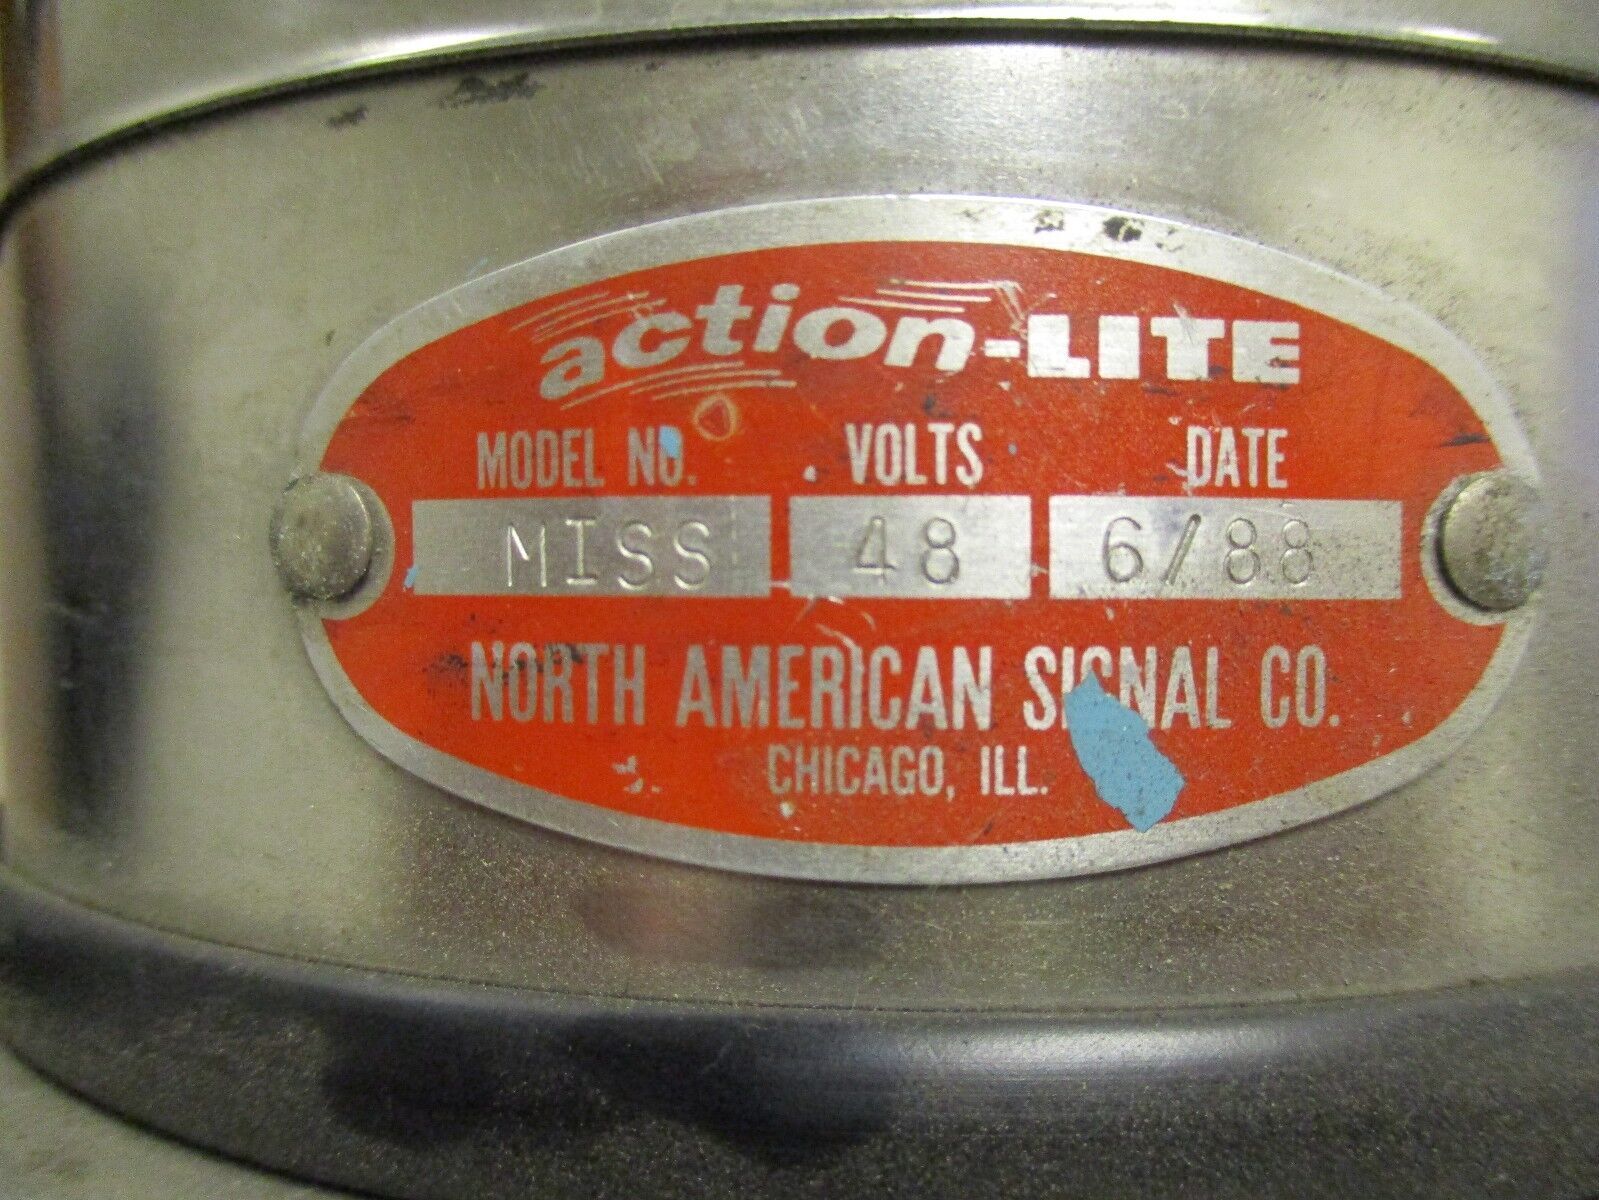 action-LITE
MODEL NO. VOLTS DATE
MISS 48 6/88
NORTH AMERICAN SIGNAL CO.
CHICAGO, ILL.